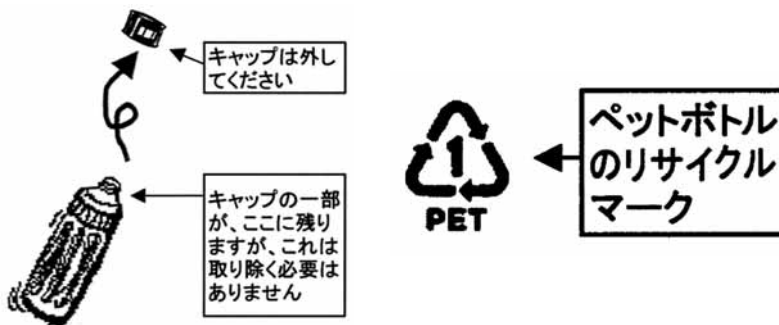 キャップは外し
てください
キャップの一部
が、ここに残り
ますが、これは
取り除く必要は
ありません
1
PET
ペットボトル
のリサイクル
マーク